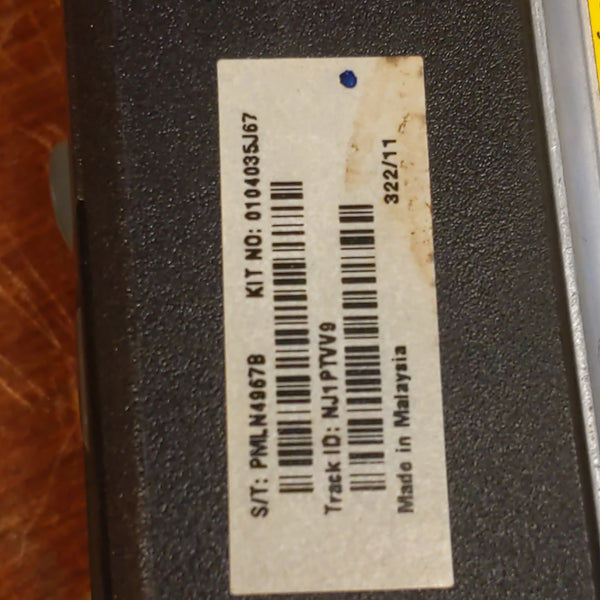 S/T: PMLN4967B KIT NO: 0104035J67
Track ID: NJ1PTVV9
Made in Malaysia 322/11